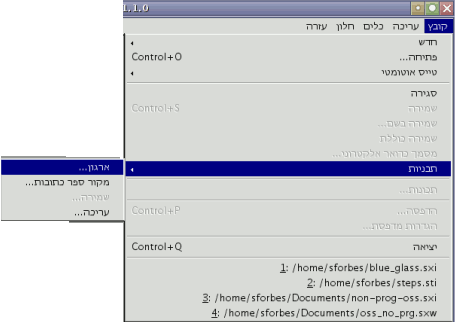 1.1.0
קובץ עריכה כלים חלון עזרה
חדש
פתיחה... Control+O
טייס אוטומטי
סגירה
שמירה Control+S
שמירה בשם...
שמירה כוללת
מסמך כדואר אלקטרוני...
תבניות
ארגון...
מקור ספר כתובות...
שמירה...
עריכה...
תכונות...
הדפסה... Control+P
הגדרות מדפסת...
יציאה Control+Q
1: /home/sforbes/blue_glass.sxi
2: /home/sforbes/steps.sti
3: /home/sforbes/Documents/non-prog-oss.sxi
4: /home/sforbes/Documents/oss_no_prg.sxw